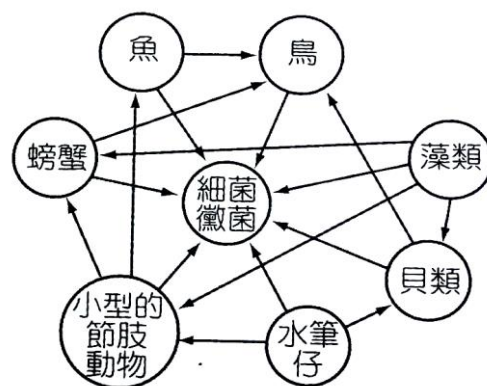 魚
鳥
螃蟹
藻類
細菌
黴菌
貝類
小型的
節肢
動物
水筆
仔